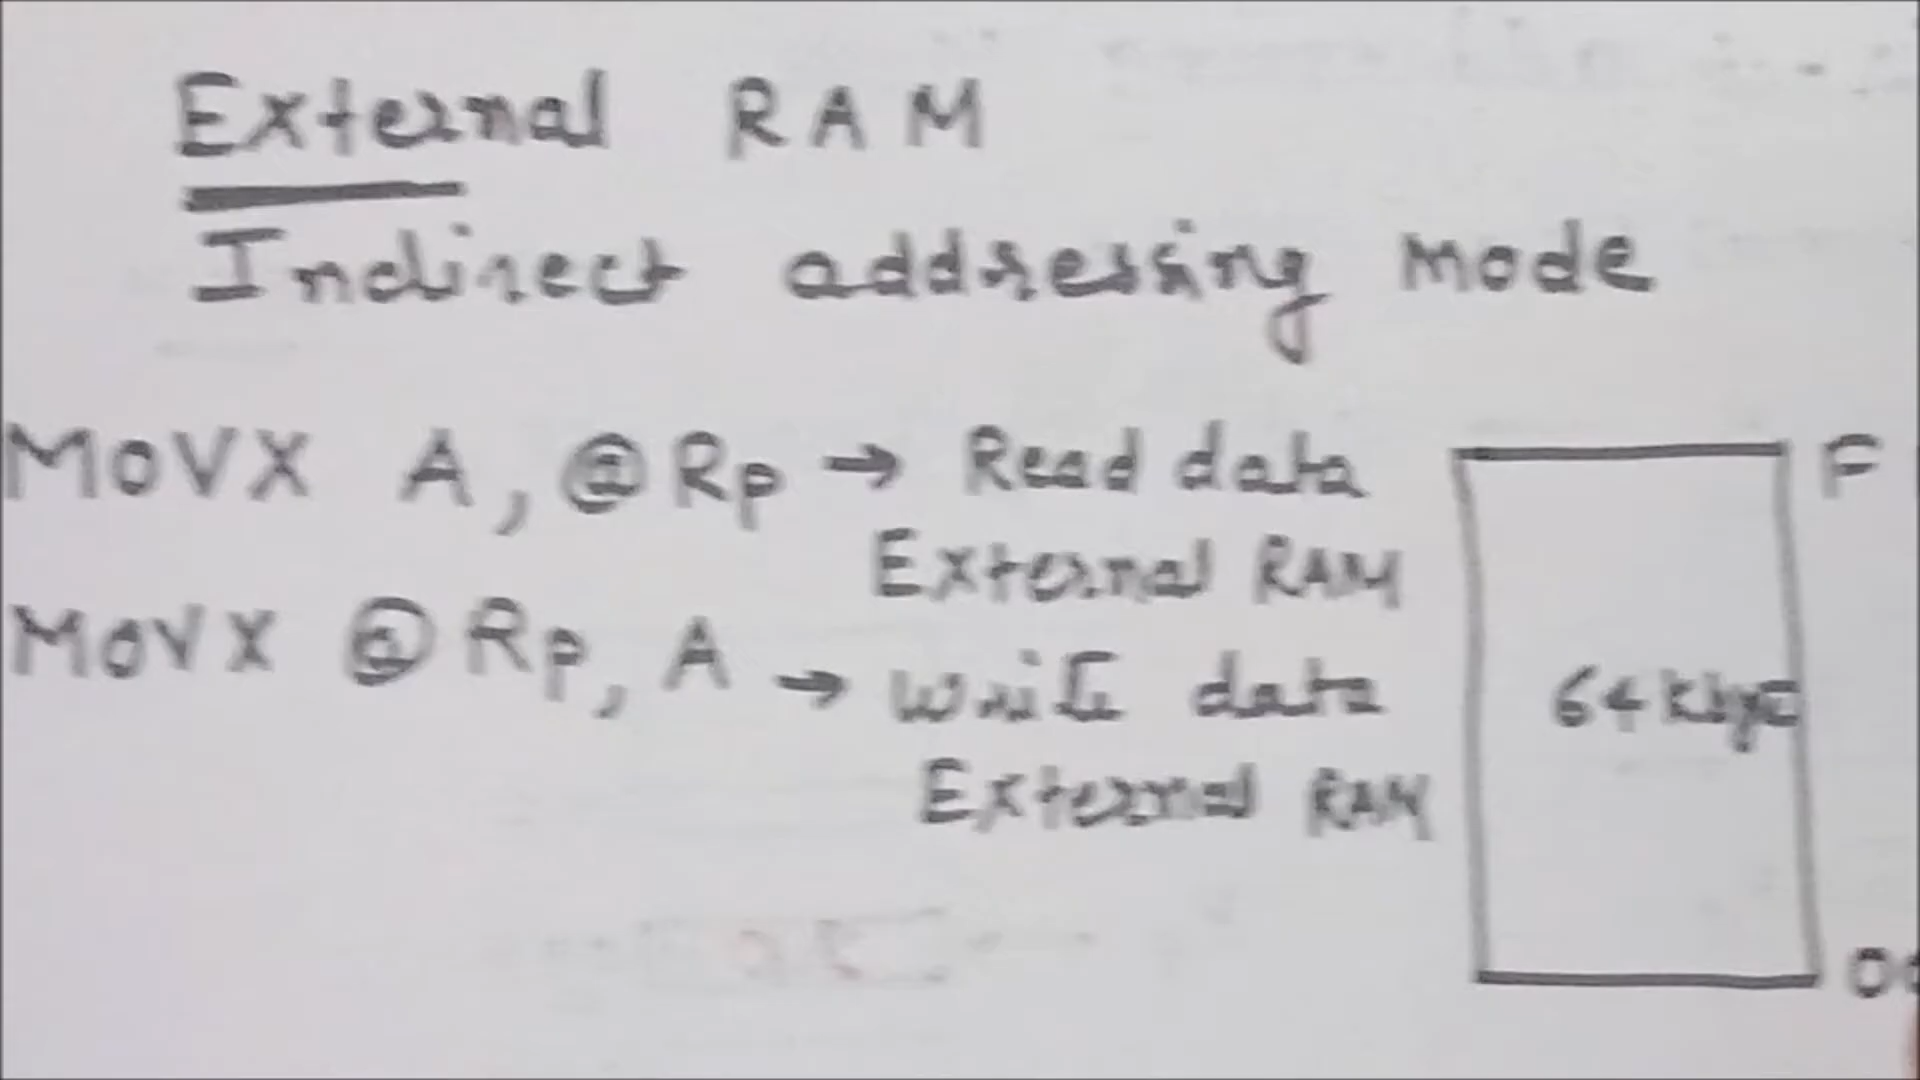 External RAM
Indirect addressing mode
MOVX A, @Rp → Read data
External RAM
MOVX @Rp, A → Write data
External RAM
F
64 kbyte
00